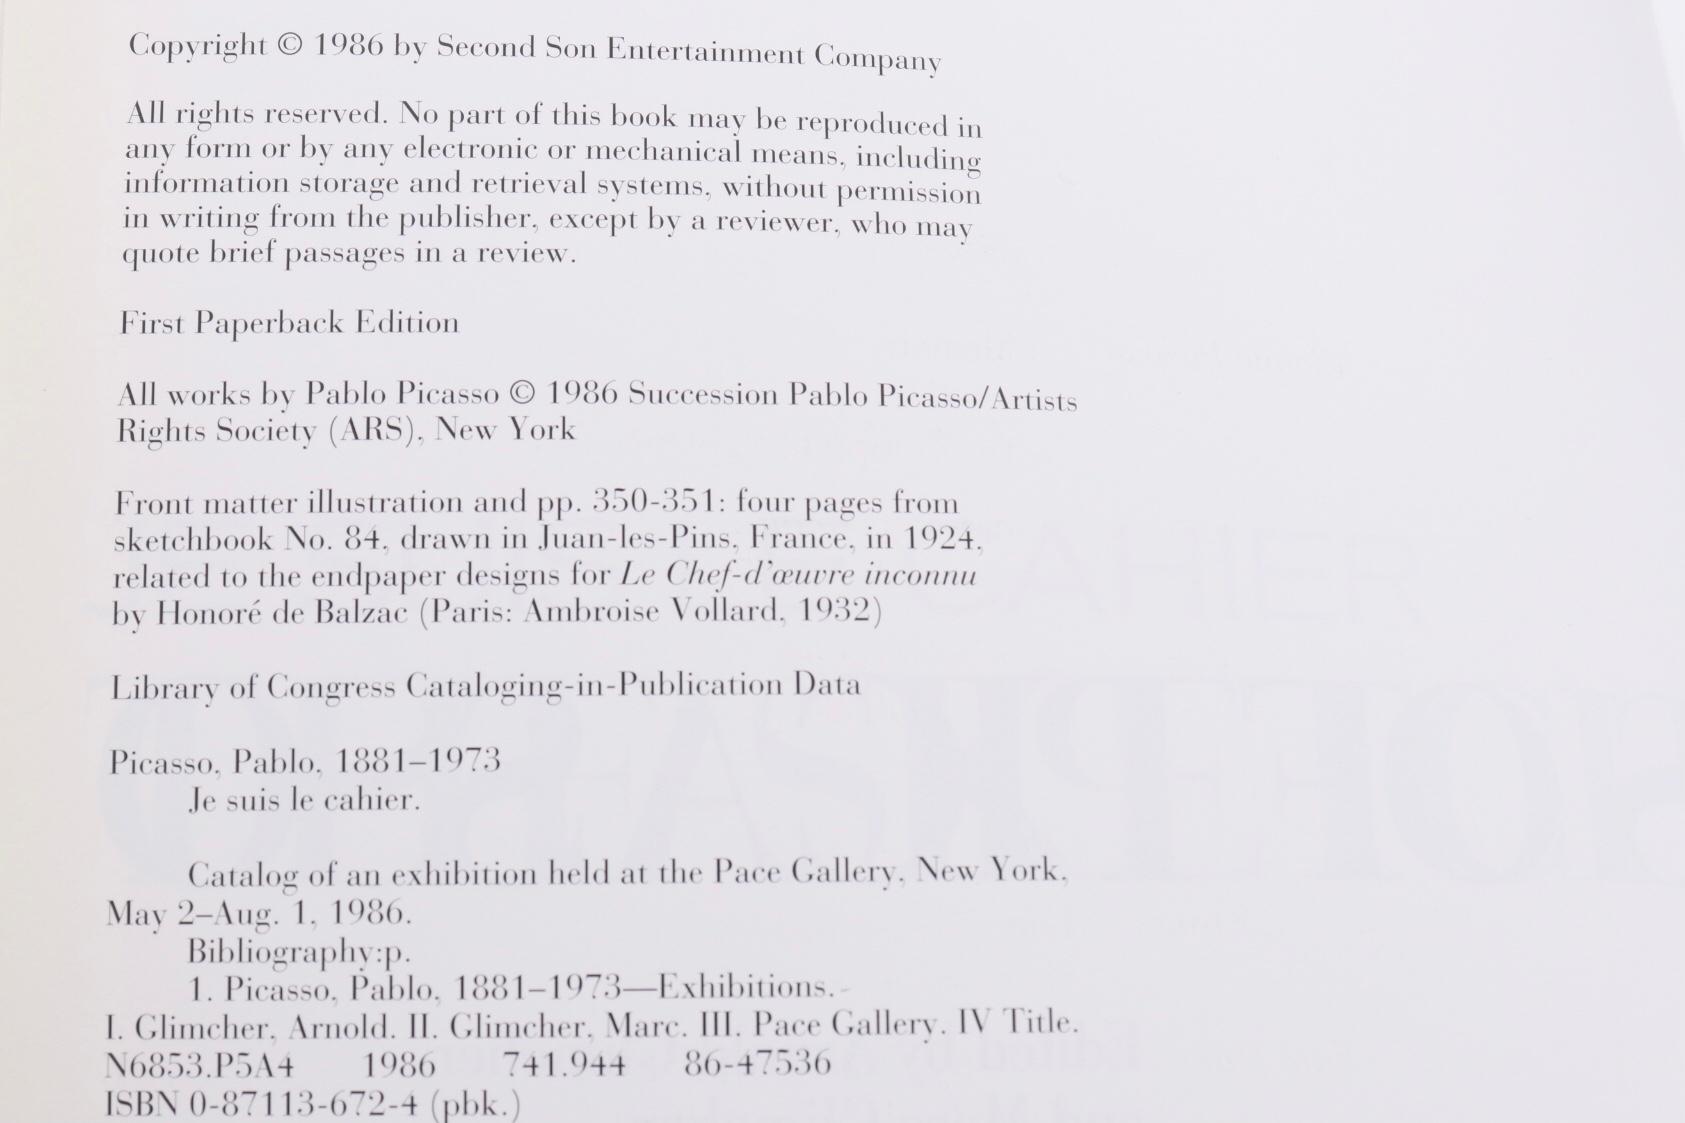 Copyright © 1986 by Second Son Entertainment Company
All rights reserved. No part of this book may be reproduced in
any form or by any electronic or mechanical means, including
information storage and retrieval systems, without permission
in writing from the publisher, except by a reviewer, who may
quote brief passages in a review.
First Paperback Edition
All works by Pablo Picasso © 1986 Succession Pablo Picasso/Artists
Rights Society (ARS), New York
Front matter illustration and pp. 350-351: four pages from
sketchbook No. 84, drawn in Juan-les-Pins, France, in 1924,
related to the endpaper designs for Le Chef-d'œuvre inconnu
by Honoré de Balzac (Paris: Ambroise Vollard, 1932)
Library of Congress Cataloging-in-Publication Data
Picasso, Pablo, 1881–1973
Je suis le cahier.
Catalog of an exhibition held at the Pace Gallery, New York,
May 2–Aug. 1, 1986.
Bibliography:p.
1. Picasso, Pablo, 1881–1973—Exhibitions.
I. Glimcher, Arnold. II. Glimcher, Marc. III. Pace Gallery. IV Title.
N6853.P5A4 1986 741.944 86-47536
ISBN 0-87113-672-4 (pbk.)